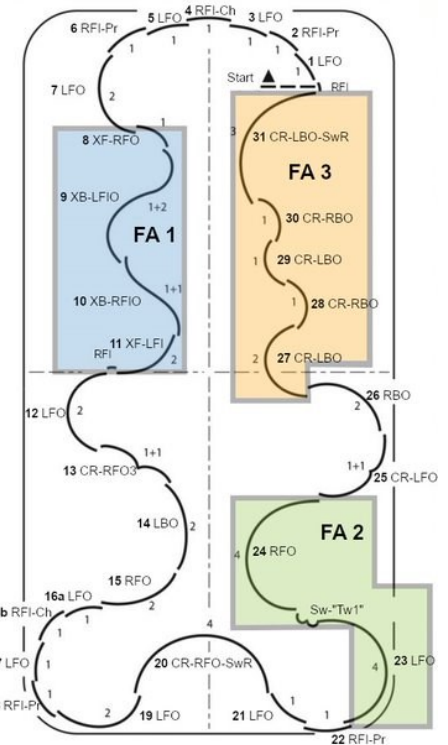 4 RFI-Ch
5 LFO
3 LFO
6 RFI-Pr
2 RFI-Pr
1 1
1 1
1 LFO
1
Start
RFI
7 LFO
2
1
8 XF-RFO
3
31 CR-LBO-SwR
FA 3
9 XB-LFIO
1+2
FA 1
1
30 CR-RBO
29 CR-LBO
1
1+1
10 XB-RFIO
1
28 CR-RBO
11 XF-LFI
RFI
2
2
27 CR-LBO
26 RBO
2
12 LFO
2
1+1
13 CR-RFO3
1+1
25 CR-LFO
14 LBO
2
FA 2
4
24 RFO
15 RFO
2
16a LFO
b RFI-Ch
1
1
Sw-"Tw1"
4
20 CR-RFO-SwR
LFO
1
4
23 LFO
RFI-Pr
1
2
19 LFO
21 LFO
1
1
22 RFI-Pr